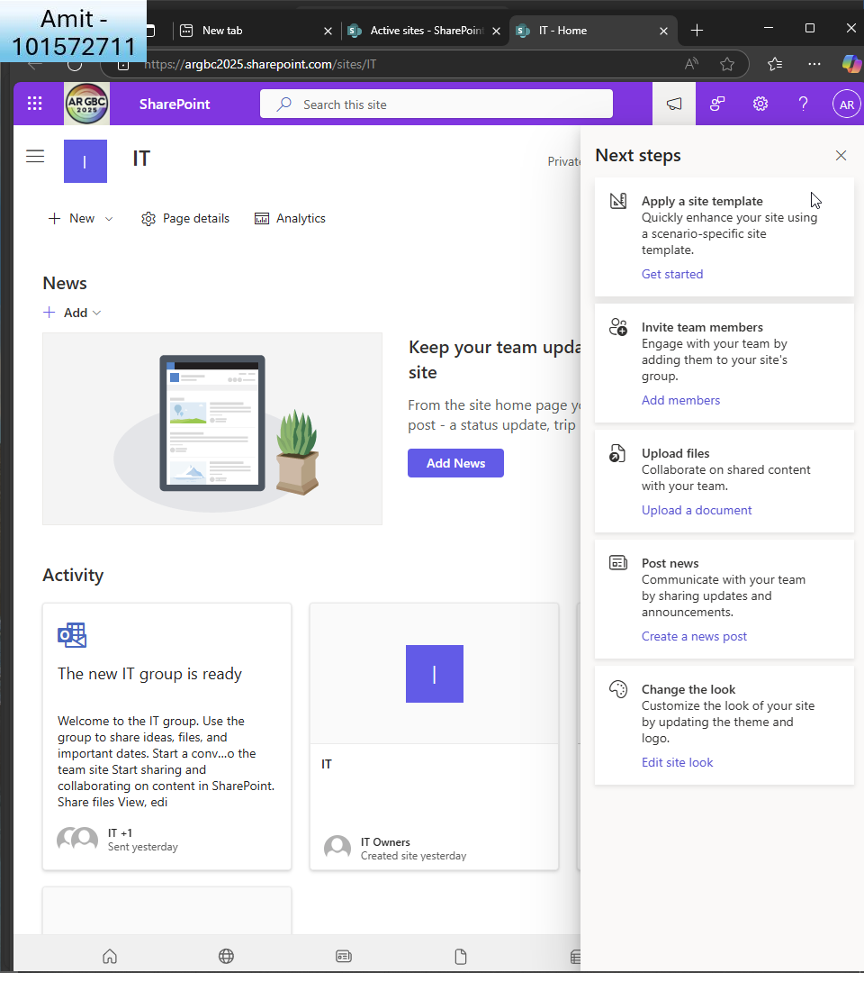 Amit -
101572711
New tab
Active sites - SharePoin
IT - Home
https://argbc2025.sharepoint.com/sites/IT
AR GBC
2025
SharePoint
Search this site
AR
I
IT
Private
New
Page details
Analytics
News
Add
Keep your team upda
site
From the site home page yo
post - a status update, trip
Add News
Activity
The new IT group is ready
Welcome to the IT group. Use the
group to share ideas, files, and
important dates. Start a conv...o the
team site Start sharing and
collaborating on content in SharePoint.
Share files View, edi
IT +1
Sent yesterday
I
IT
IT Owners
Created site yesterday
Next steps
Apply a site template
Quickly enhance your site using
a scenario-specific site
template.
Get started
Invite team members
Engage with your team by
adding them to your site's
group.
Add members
Upload files
Collaborate on shared content
with your team.
Upload a document
Post news
Communicate with your team
by sharing updates and
announcements.
Create a news post
Change the look
Customize the look of your site
by updating the theme and
logo.
Edit site look